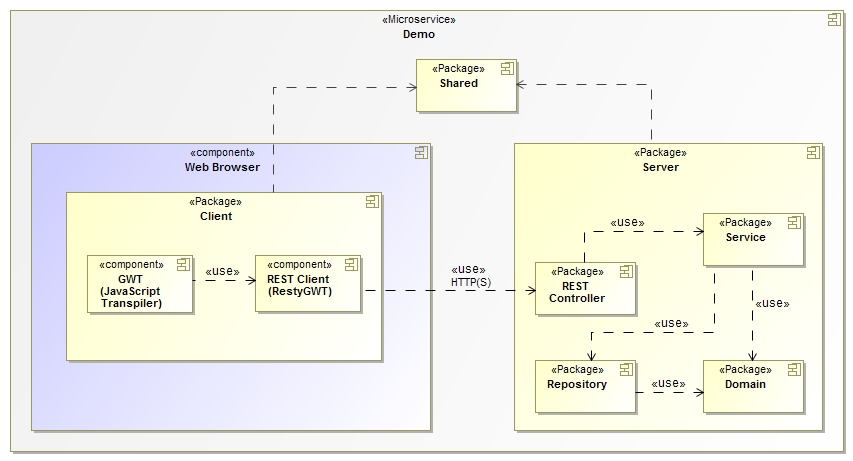 «Microservice»
Demo
«Package»
Shared
«component»
Web Browser
«Package»
Client
«component»
GWT
(JavaScript
Transpiler)
«use»
«component»
REST Client
(RestyGWT)
«use»
HTTP(S)
«Package»
Server
«use»
«Package»
Service
«Package»
REST
Controller
«use»
«use»
«Package»
Repository
«use»
«Package»
Domain